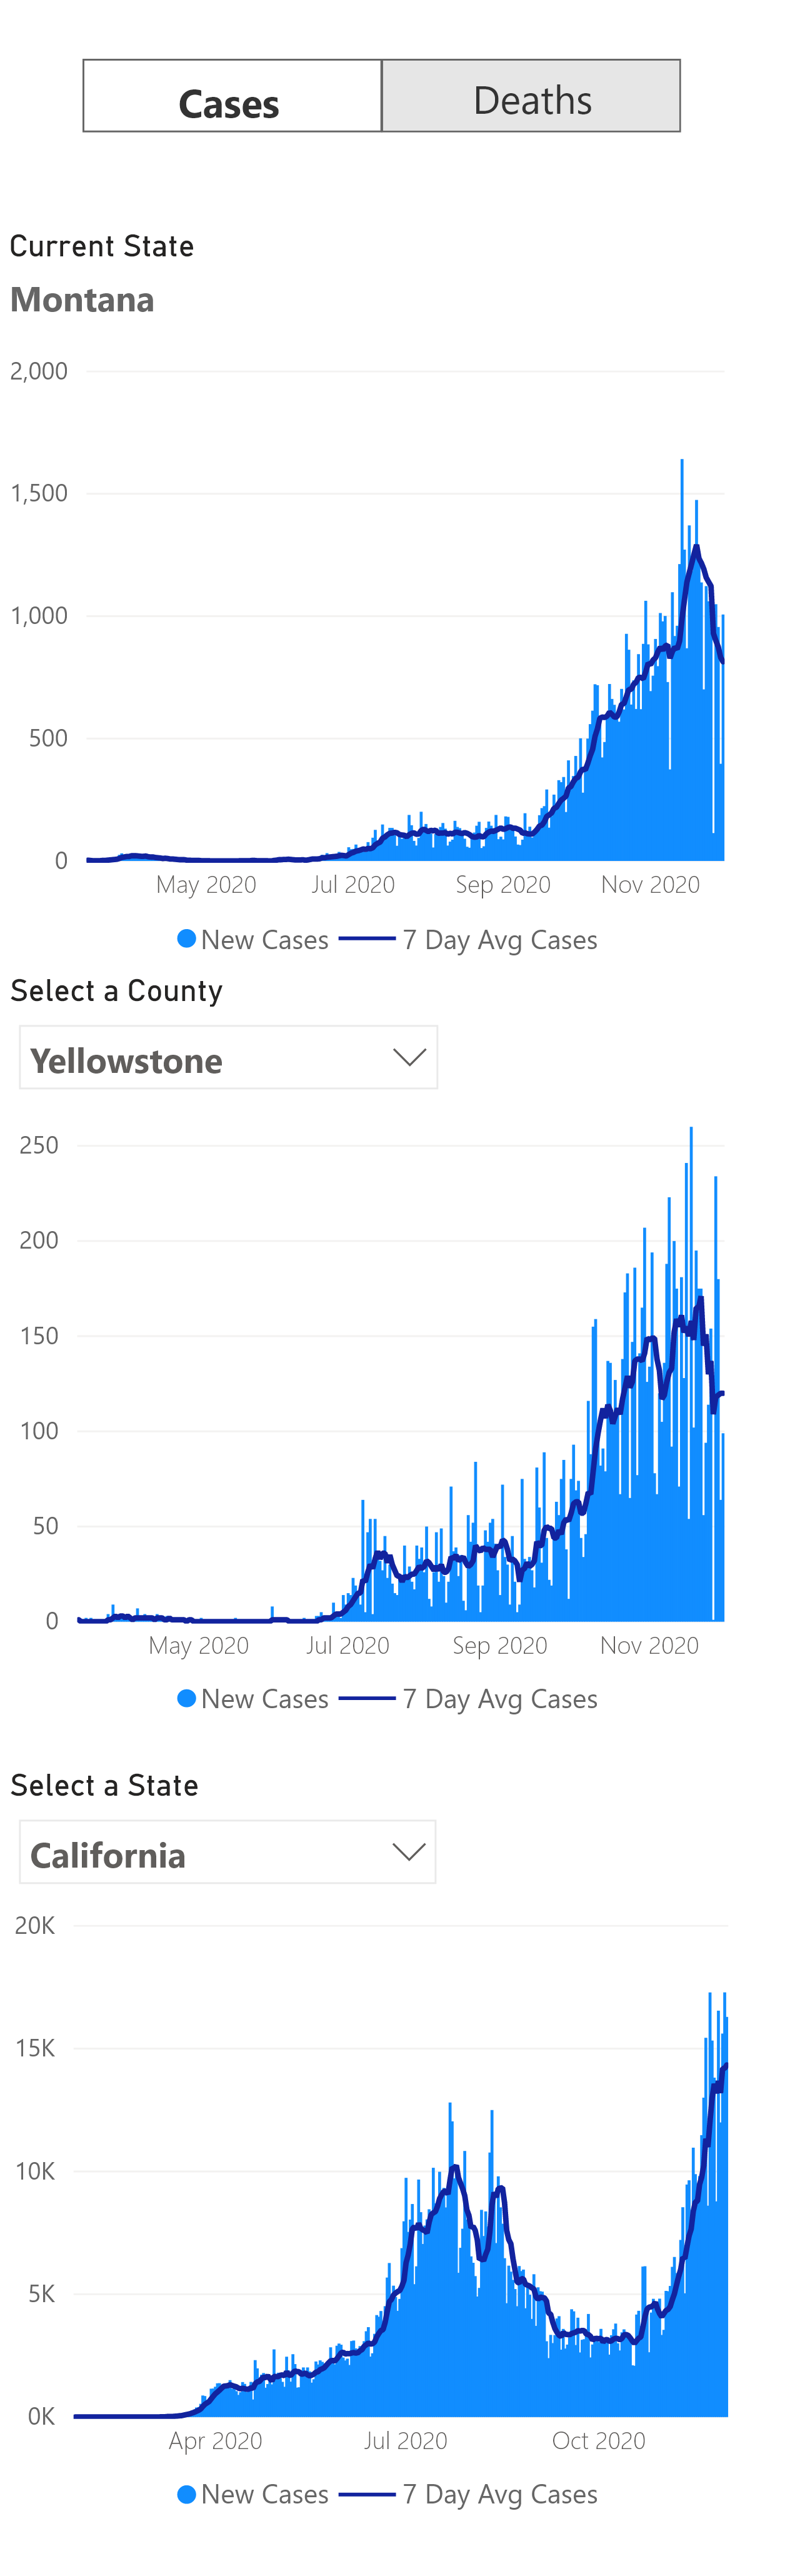 Cases Deaths
Current State
Montana
2,000
1,500
1,000
500
0
May 2020 Jul 2020 Sep 2020 Nov 2020
New Cases 7 Day Avg Cases
Select a County
Yellowstone
250
200
150
100
50
0
May 2020 Jul 2020 Sep 2020 Nov 2020
New Cases 7 Day Avg Cases
Select a State
California
20K
15K
10K
5K
0K
Apr 2020 Jul 2020 Oct 2020
New Cases 7 Day Avg Cases